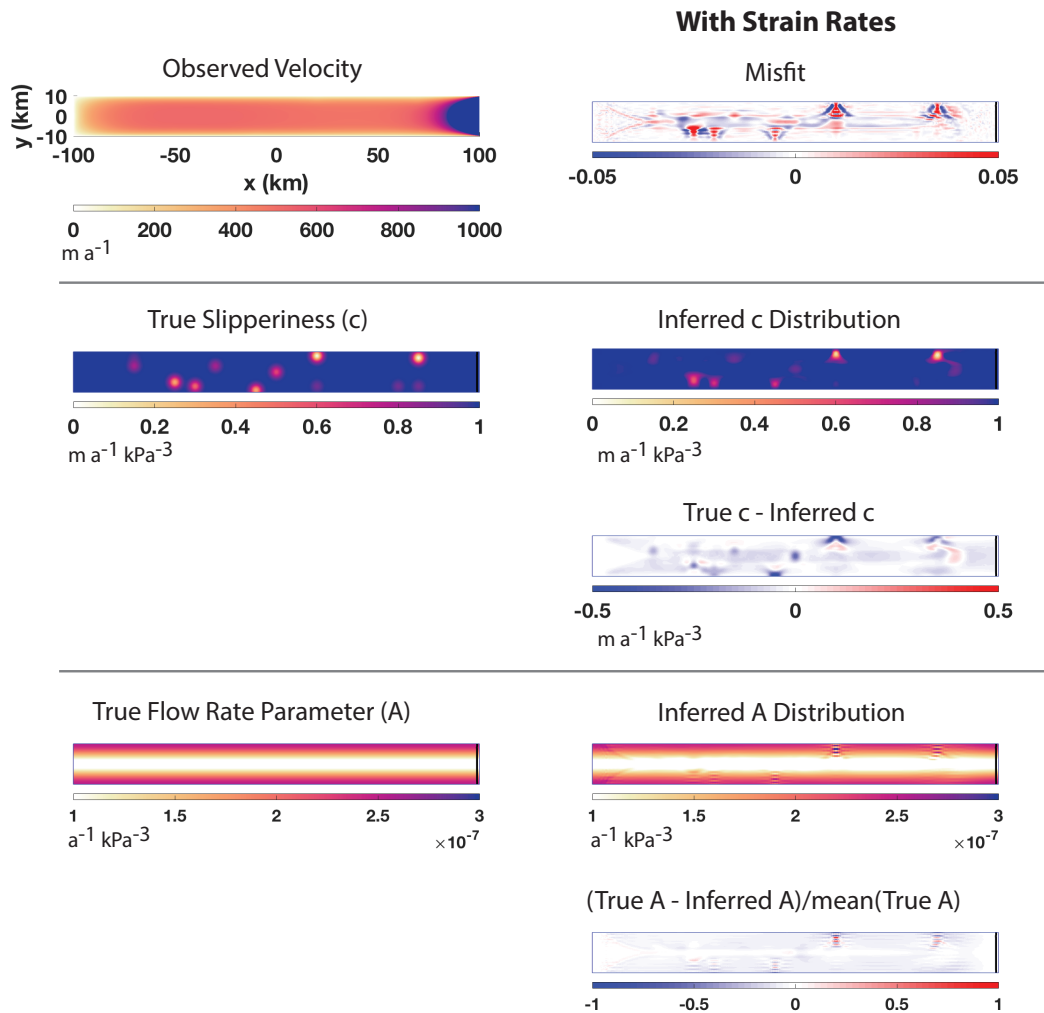 With Strain Rates
Observed Velocity
Misfit
y (km)
10
0
-10
-100 -50 0 50 100
x (km)
0 200 400 600 800 1000
m a⁻¹
-0.05 0 0.05
True Slipperiness (c)
Inferred c Distribution
0 0.2 0.4 0.6 0.8 1
m a⁻¹ kPa⁻³
0 0.2 0.4 0.6 0.8 1
m a⁻¹ kPa⁻³
True c - Inferred c
-0.5 0 0.5
m a⁻¹ kPa⁻³
True Flow Rate Parameter (A)
Inferred A Distribution
1 1.5 2 2.5 3
a⁻¹ kPa⁻³ ×10⁻⁷
1 1.5 2 2.5 3
a⁻¹ kPa⁻³ ×10⁻⁷
(True A - Inferred A)/mean(True A)
-1 -0.5 0 0.5 1